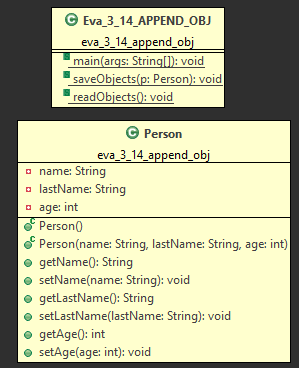 Eva_3_14_APPEND_OBJ
eva_3_14_append_obj
main(args: String[]): void
saveObjects(p: Person): void
readObjects(): void
Person
eva_3_14_append_obj
name: String
lastName: String
age: int
Person()
Person(name: String, lastName: String, age: int)
getName(): String
setName(name: String): void
getLastName(): String
setLastName(lastName: String): void
getAge(): int
setAge(age: int): void